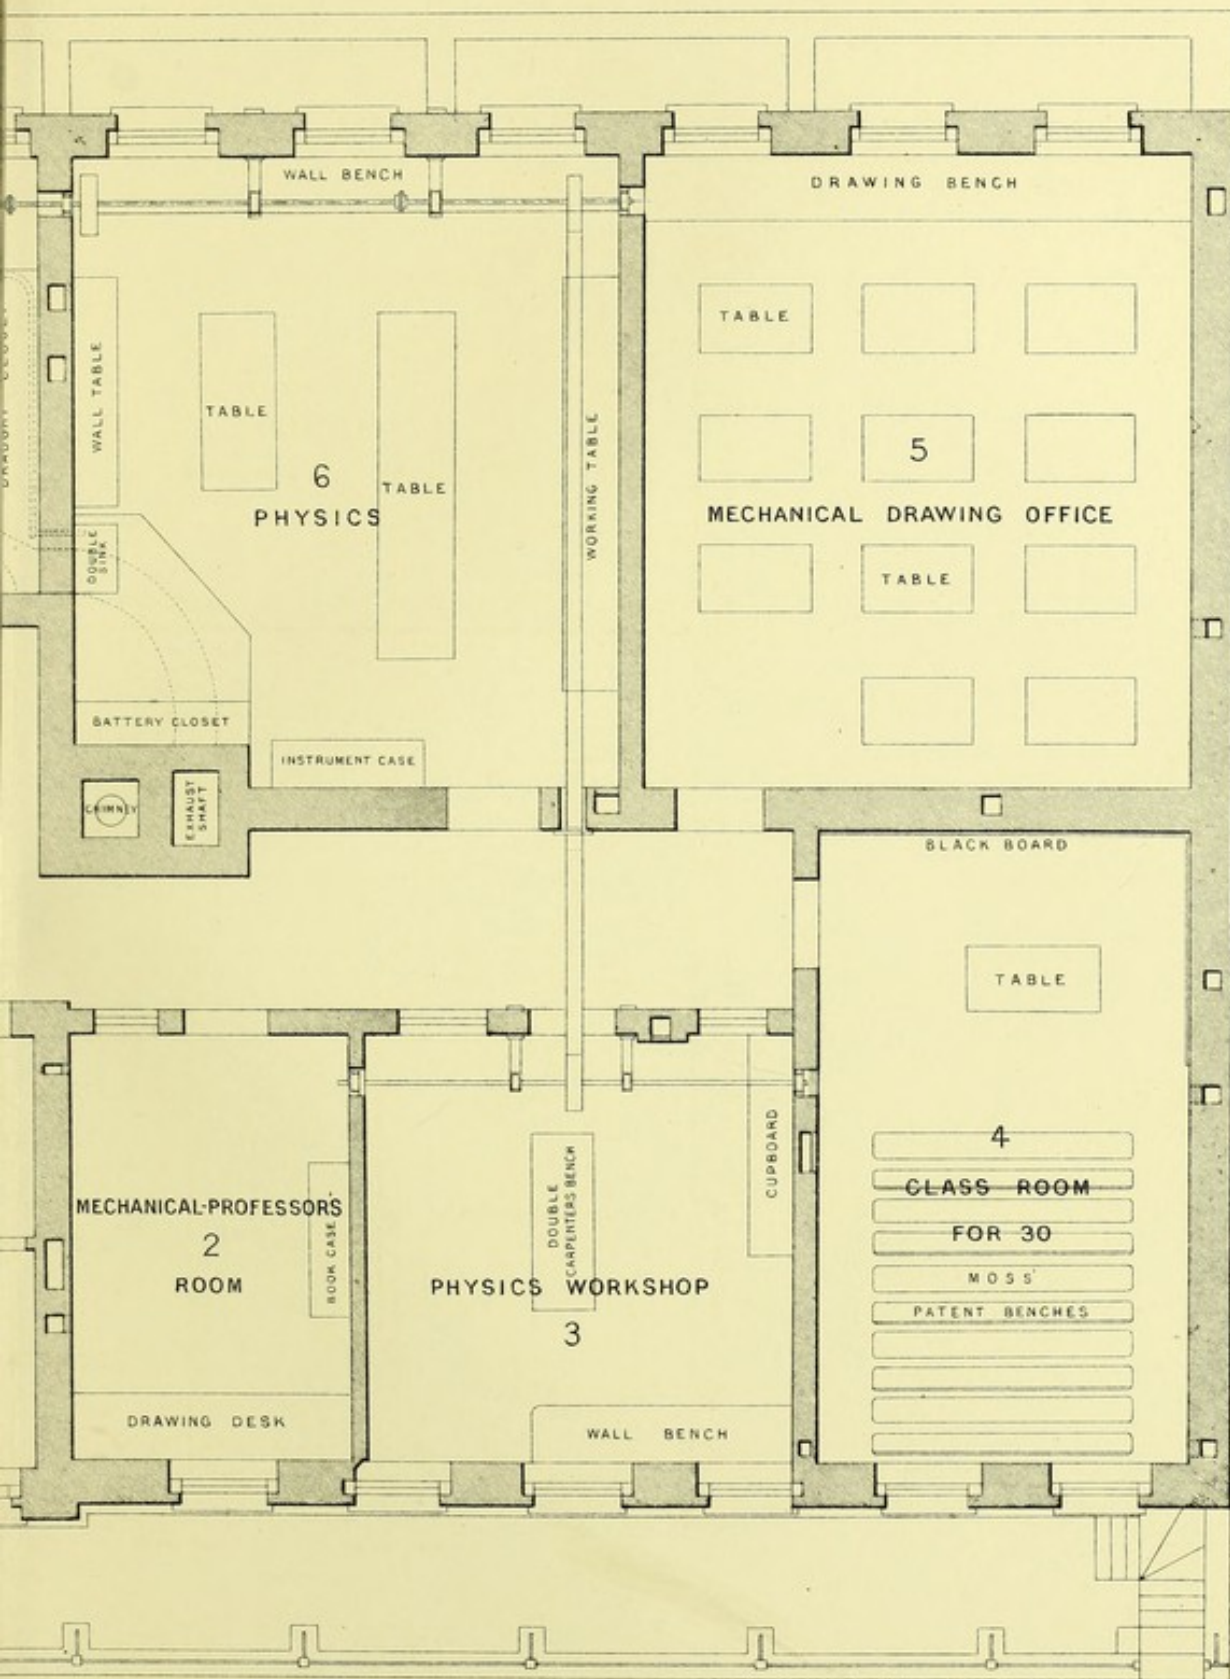 WALL BENCH
DRAWING BENCH
WALL TABLE
TABLE
TABLE
WORKING TABLE
6
PHYSICS
DOUBLE
SINK
BATTERY CLOSET
INSTRUMENT CASE
CHIMNEY
EXHAUST
SHAFT
TABLE
5
MECHANICAL DRAWING OFFICE
TABLE
BLACK BOARD
TABLE
4
CLASS ROOM
FOR 30
MOSS'
PATENT BENCHES
MECHANICAL-PROFESSORS
2
ROOM
BOOK CASE
DRAWING DESK
DOUBLE
CARPENTERS BENCH
CUPBOARD
PHYSICS WORKSHOP
3
WALL BENCH